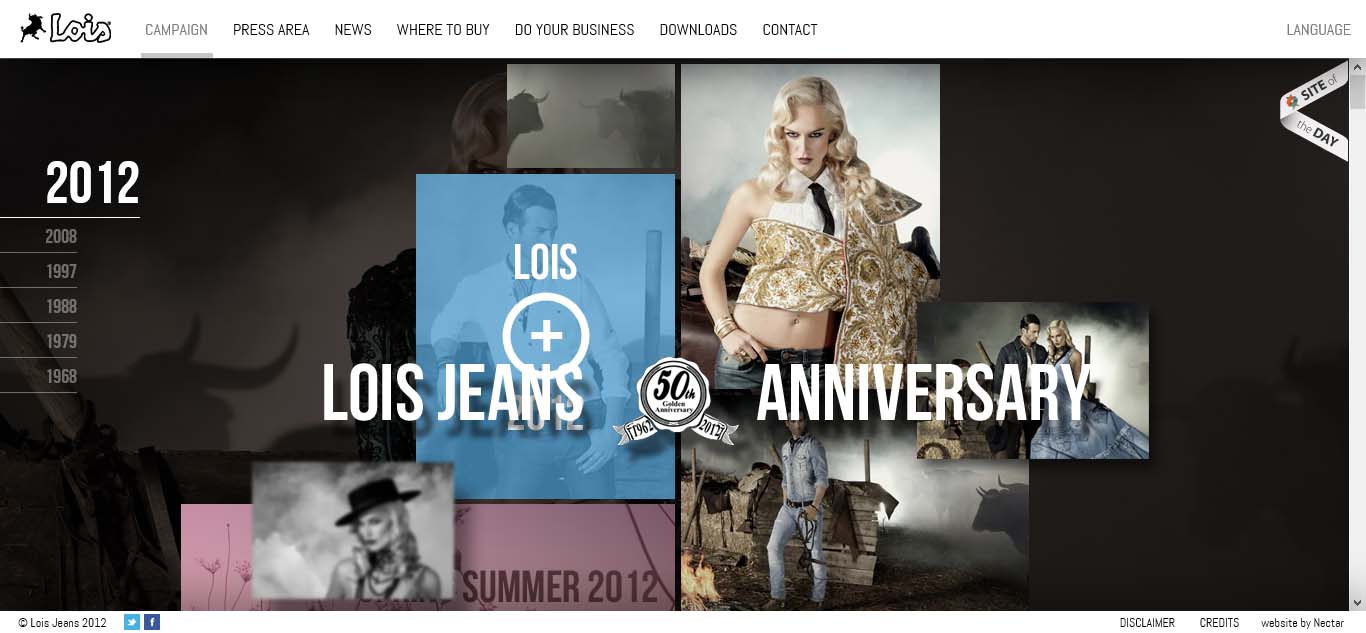 Lois
CAMPAIGN PRESS AREA NEWS WHERE TO BUY DO YOUR BUSINESS DOWNLOADS CONTACT LANGUAGE
SITE of
the DAY
2012
2008
1997
1988
1979
1968
LOIS
+
2012
LOIS JEANS
50th
Golden
Anniversary
1962 2012
ANNIVERSARY
SUMMER 2012
© Lois Jeans 2012
DISCLAIMER CREDITS website by Nectar